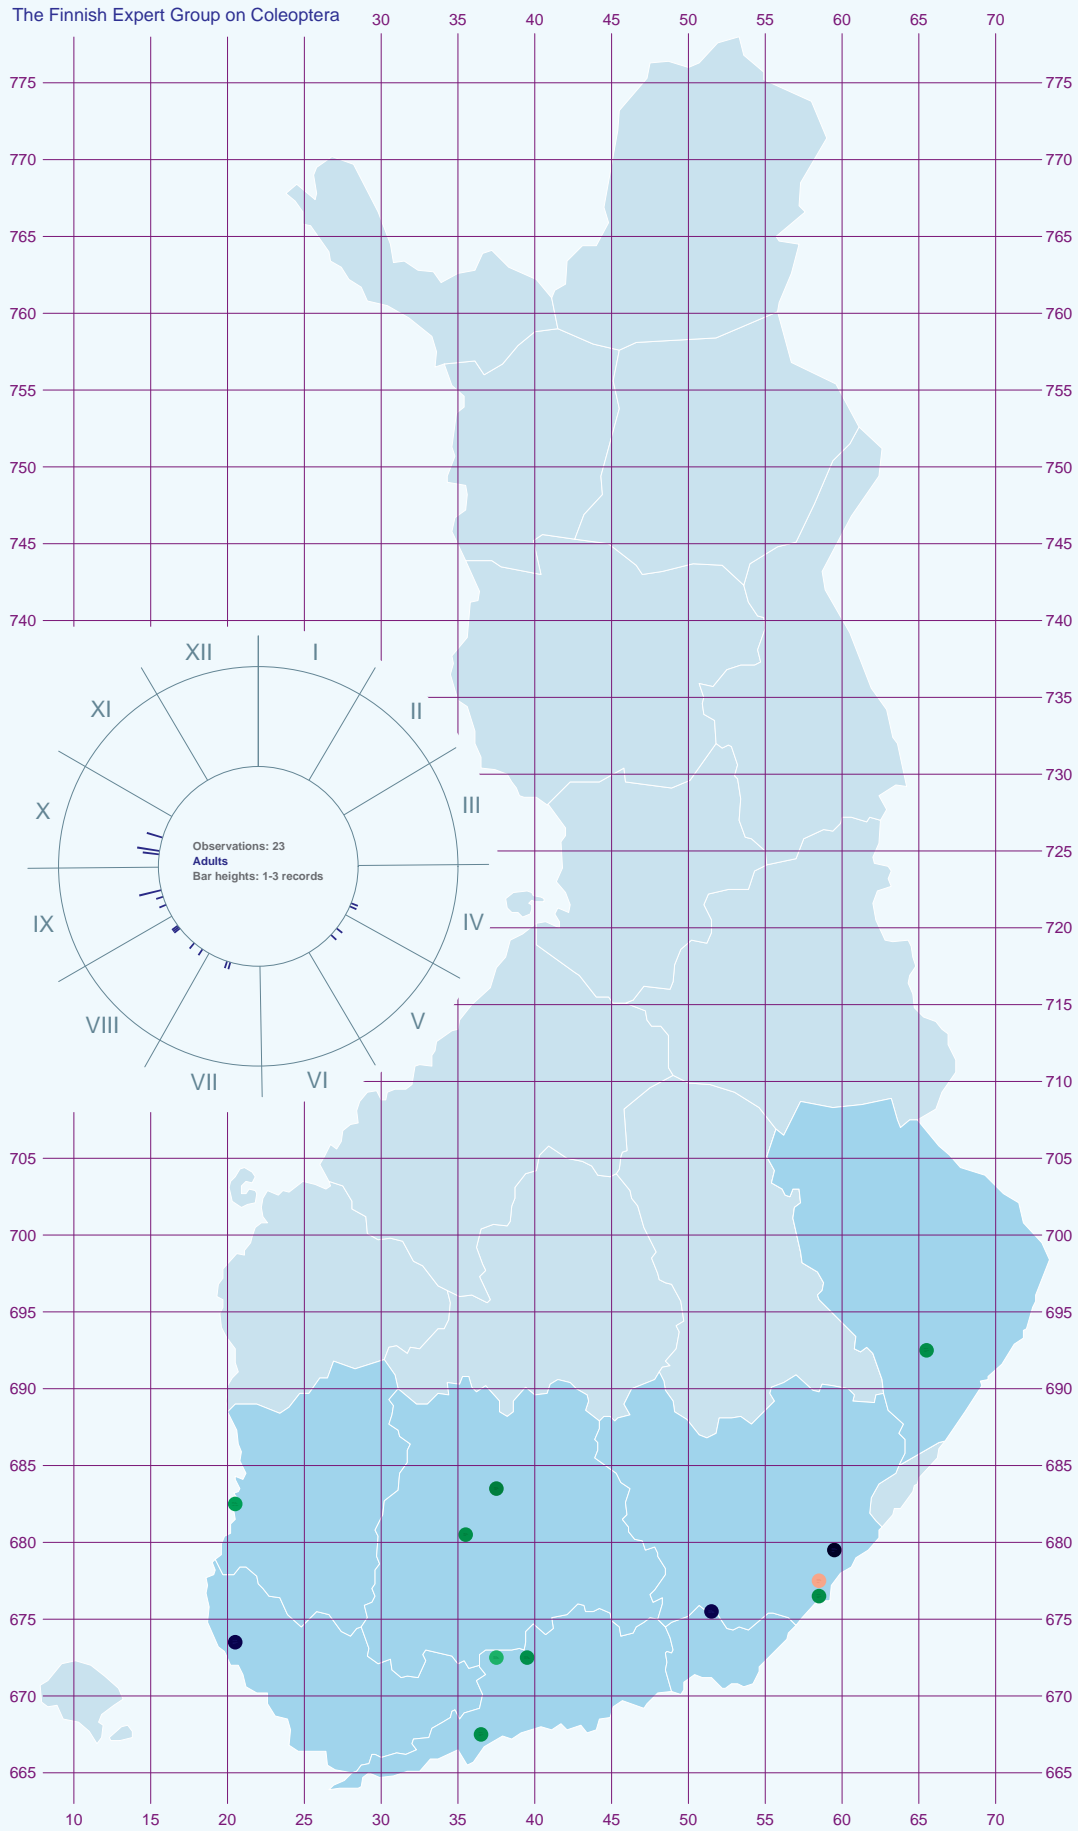 The Finnish Expert Group on Coleoptera
30 35 40 45 50 55 60 65 70
775 775
770 770
765 765
760 760
755 755
750 750
745 745
740 740
XII I
XI II
735
730
X III
Observations: 23
Adults
Bar heights: 1-3 records
725
IX IV 720
VIII V
715
VII VI
710
705 705
700 700
695 695
690 690
685 685
680 680
675 675
670 670
665 665
10 15 20 25 30 35 40 45 50 55 60 65 70